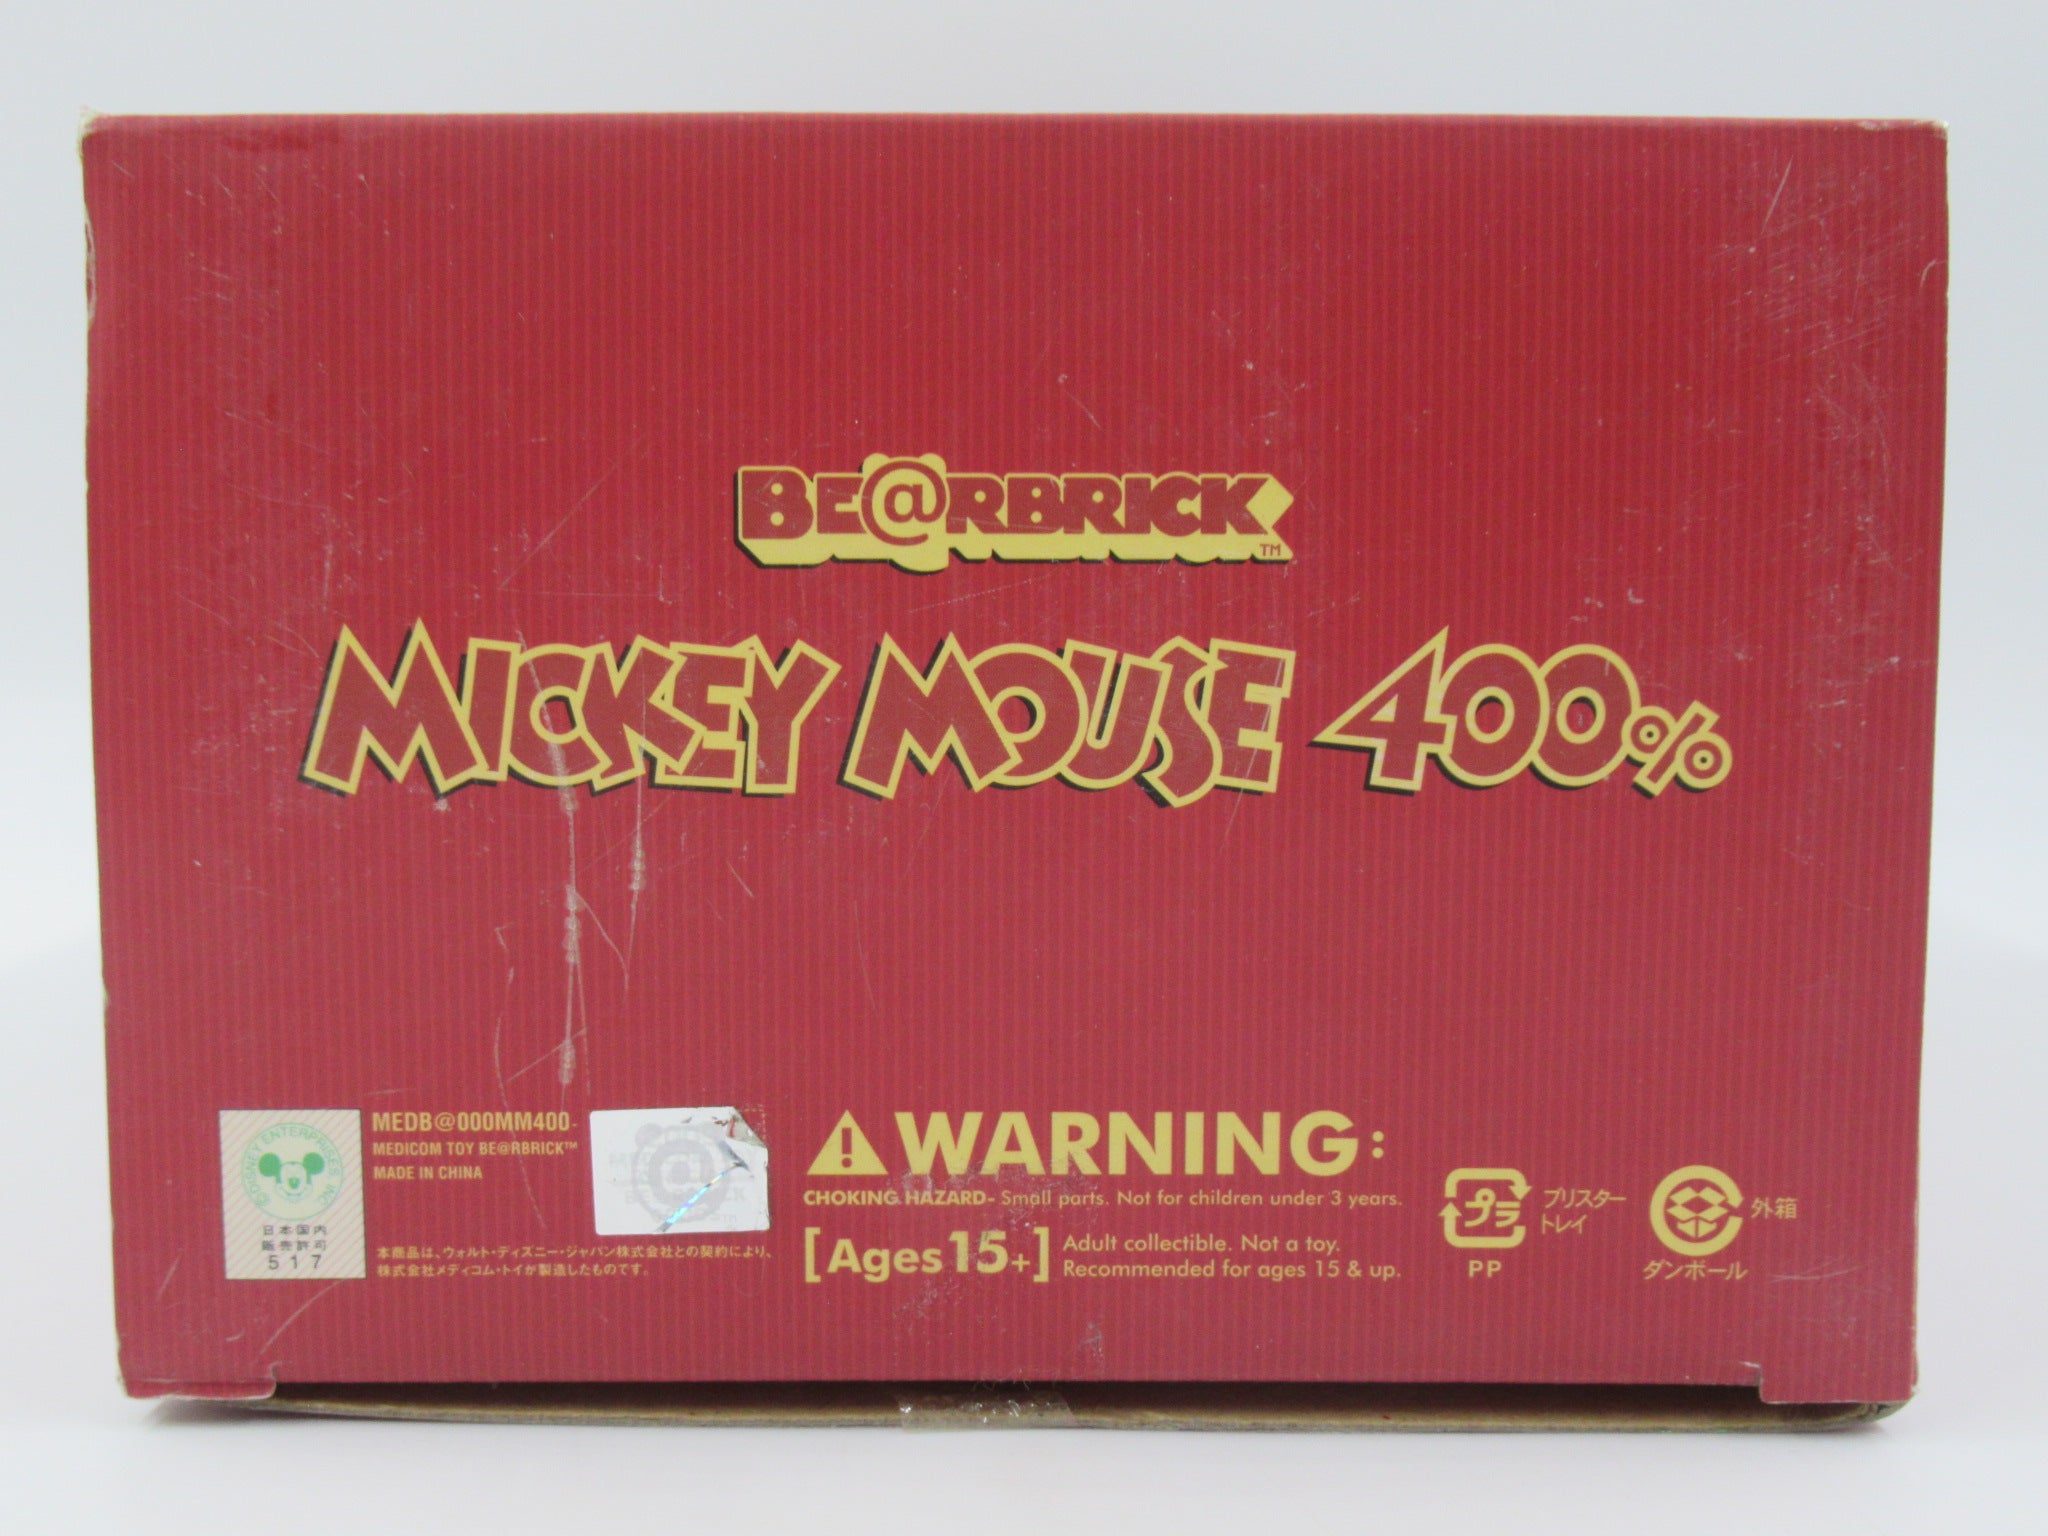 BE@RBRICK™
MICKEY MOUSE 400%
©DISNEY ENTERPRISES, INC.
日本国内
販売許可
517
MEDB@000MM400-
MEDICOM TOY BE@RBRICK™
MADE IN CHINA
本商品は、ウォルト・ディズニー・ジャパン株式会社との契約により、
株式会社メディコム・トイが製造したものです。
WARNING:
CHOKING HAZARD- Small parts. Not for children under 3 years.
[Ages 15+]
Adult collectible. Not a toy.
Recommended for ages 15 & up.
プラ
PP
ブリスター
トレイ
ダンボール
外箱